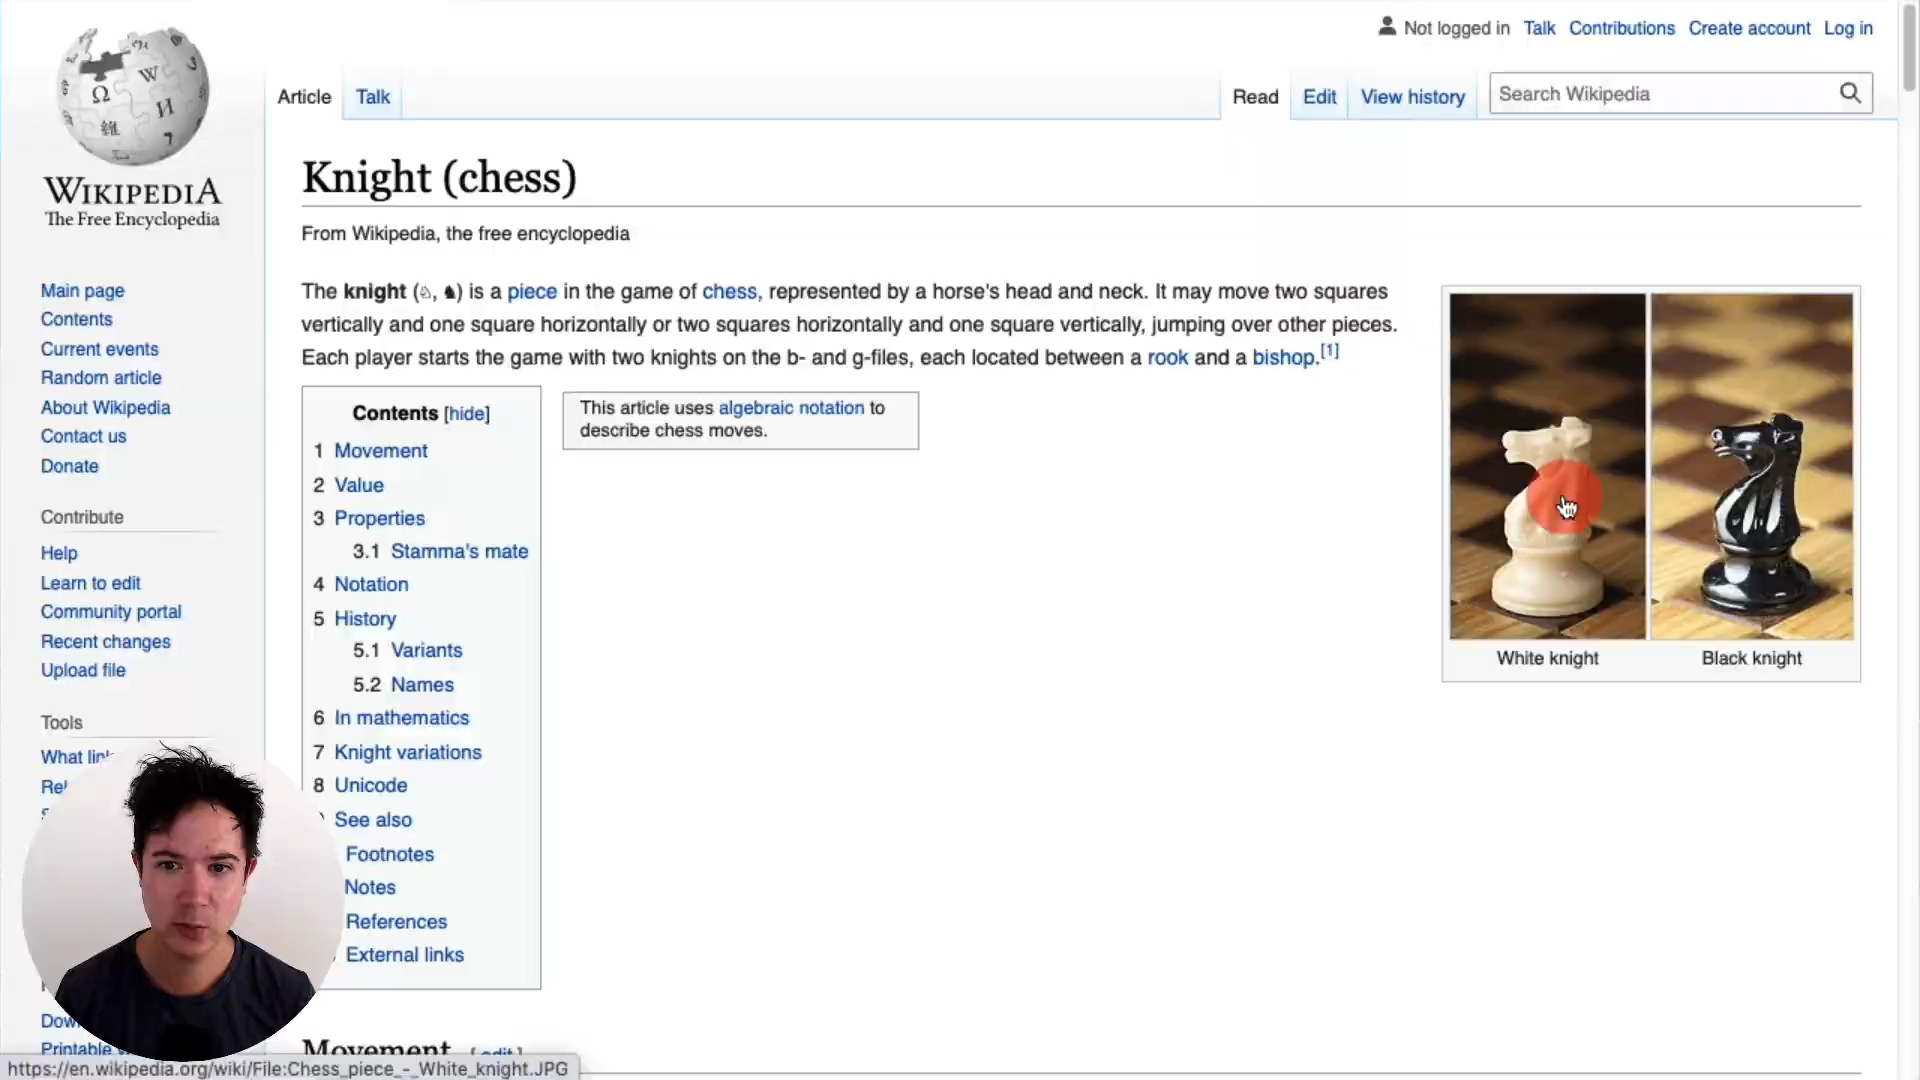 Not logged in Talk Contributions Create account Log in
Article Talk Read Edit View history Search Wikipedia
WIKIPEDIA
The Free Encyclopedia
Knight (chess)
From Wikipedia, the free encyclopedia
The knight (♘, ♞) is a piece in the game of chess, represented by a horse's head and neck. It may move two squares
vertically and one square horizontally or two squares horizontally and one square vertically, jumping over other pieces.
Each player starts the game with two knights on the b- and g-files, each located between a rook and a bishop.[1]
Main page
Contents
Current events
Random article
About Wikipedia
Contact us
Donate
Contribute
Help
Learn to edit
Community portal
Recent changes
Upload file
Tools
What
Contents [hide]
1 Movement
2 Value
3 Properties
3.1 Stamma's mate
4 Notation
5 History
5.1 Variants
5.2 Names
6 In mathematics
7 Knight variations
8 Unicode
See also
Footnotes
Notes
References
External links
This article uses algebraic notation to
describe chess moves.
White knight
Black knight
Movement [edit]
Printable
https://en.wikipedia.org/wiki/File:Chess_piece_-_White_knight.JPG